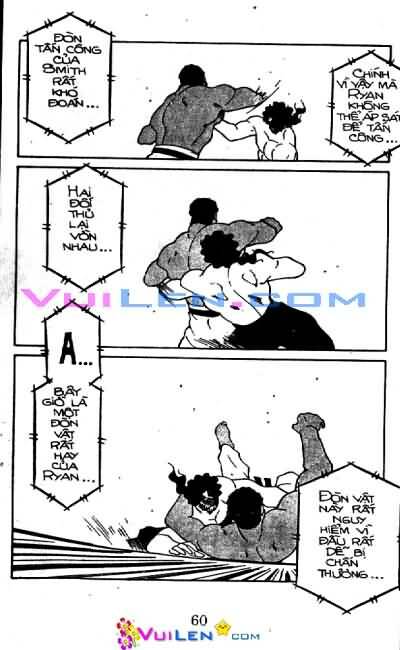 ĐÒN
TẤN CÔNG
CỦA
SMITH
RẤT
KHÓ
ĐOÁN...
CHÍNH
VÌ VẬY MÀ
RYAN
KHÔNG
THỂ ÁP SÁT
ĐỂ TẤN
CÔNG...
HAI
ĐỐI
THỦ
LẠI
VỜN
NHAU...
VUILEN.COM
A...
BÂY
GIỜ LÀ
MỘT
ĐÒN
VẬT
RẤT
HAY
CỦA
RYAN...
ĐÒN VẬT
NÀY RẤT
NGUY
HIỂM VÌ
ĐẦU RẤT
DỄ BỊ
CHẤN
THƯƠNG...
60
VUILEN.COM